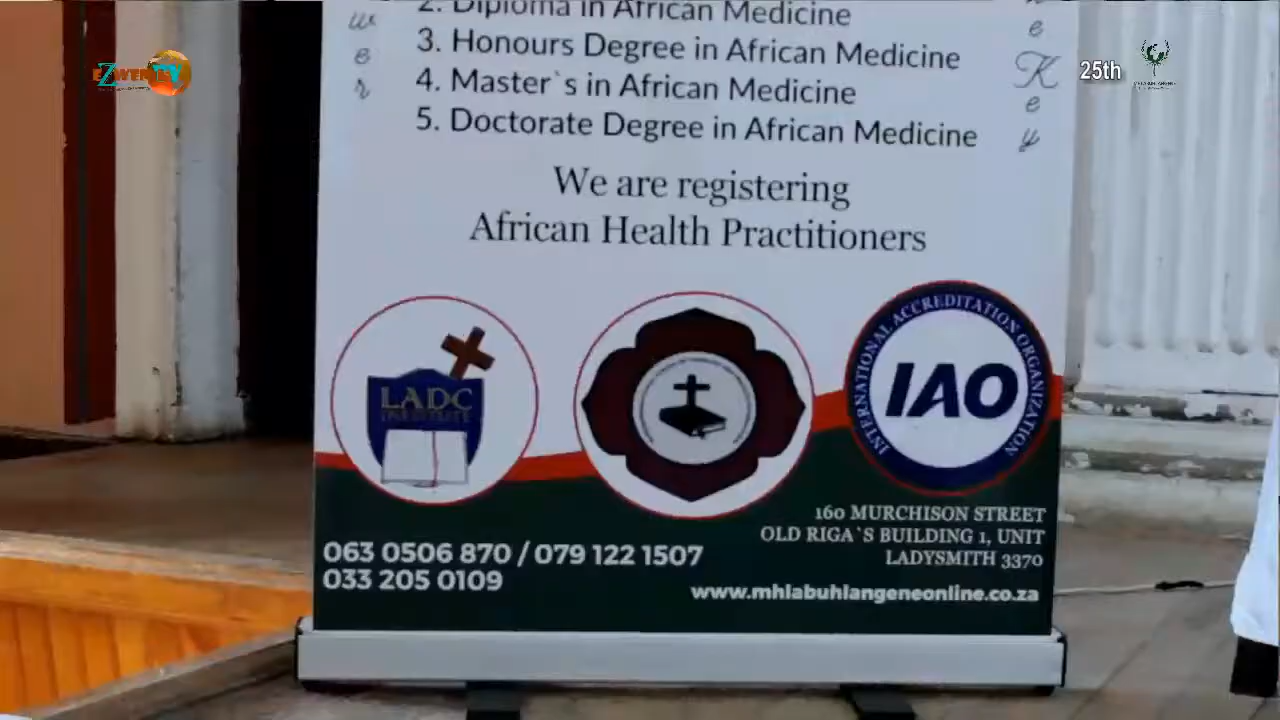 2. Diploma in African Medicine
3. Honours Degree in African Medicine
4. Master`s in African Medicine
5. Doctorate Degree in African Medicine
wer
e Key
25th
We are registering
African Health Practitioners
LADC
INSTITUTE
INTERNATIONAL ACCREDITATION ORGANIZATION
IAO
160 MURCHISON STREET
OLD RIGA`S BUILDING 1, UNIT
LADYSMITH 3370
063 0506 870 / 079 122 1507
033 205 0109
www.mhlabuhlangeneonline.co.za